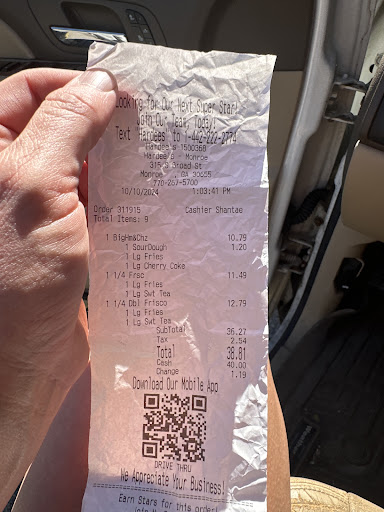 Looking for Our Next Super Star!
Join Our Team, Today!
Text "Hardees" to 1-442-222-2774
Hardee's 1500368
Hardee's - Monroe
315 S Broad St
Monroe , GA 30655
770-267-5700
10/10/2024 1:03:41 PM
Order 311915 Cashier Shantae
Total Items: 9
1 BigHm&Chz 10.79
1 SourDough 1.20
1 Lg Fries
1 Lg Cherry Coke
1 1/4 Frsc 11.49
1 Lg Fries
1 Lg Swt Tea
1 1/4 Dbl Frisco 12.79
1 Lg Fries
1 Lg Swt Tea
SubTotal 36.27
Tax 2.54
Total 38.81
Cash 40.00
Change 1.19
Download Our Mobile App
DRIVE THRU
We Appreciate Your Business!
Earn Stars for this order!